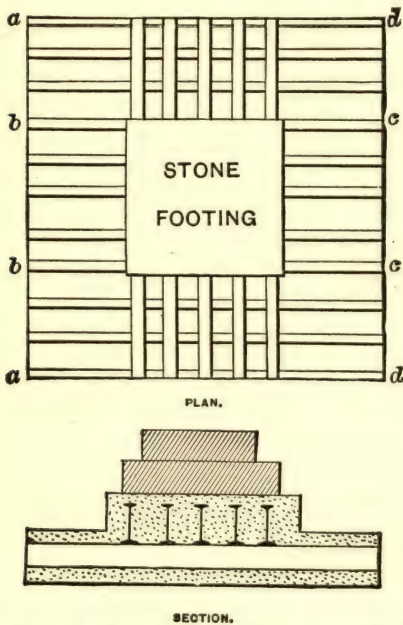 a d
b c
STONE
FOOTING
b c
a d
PLAN.
SECTION.